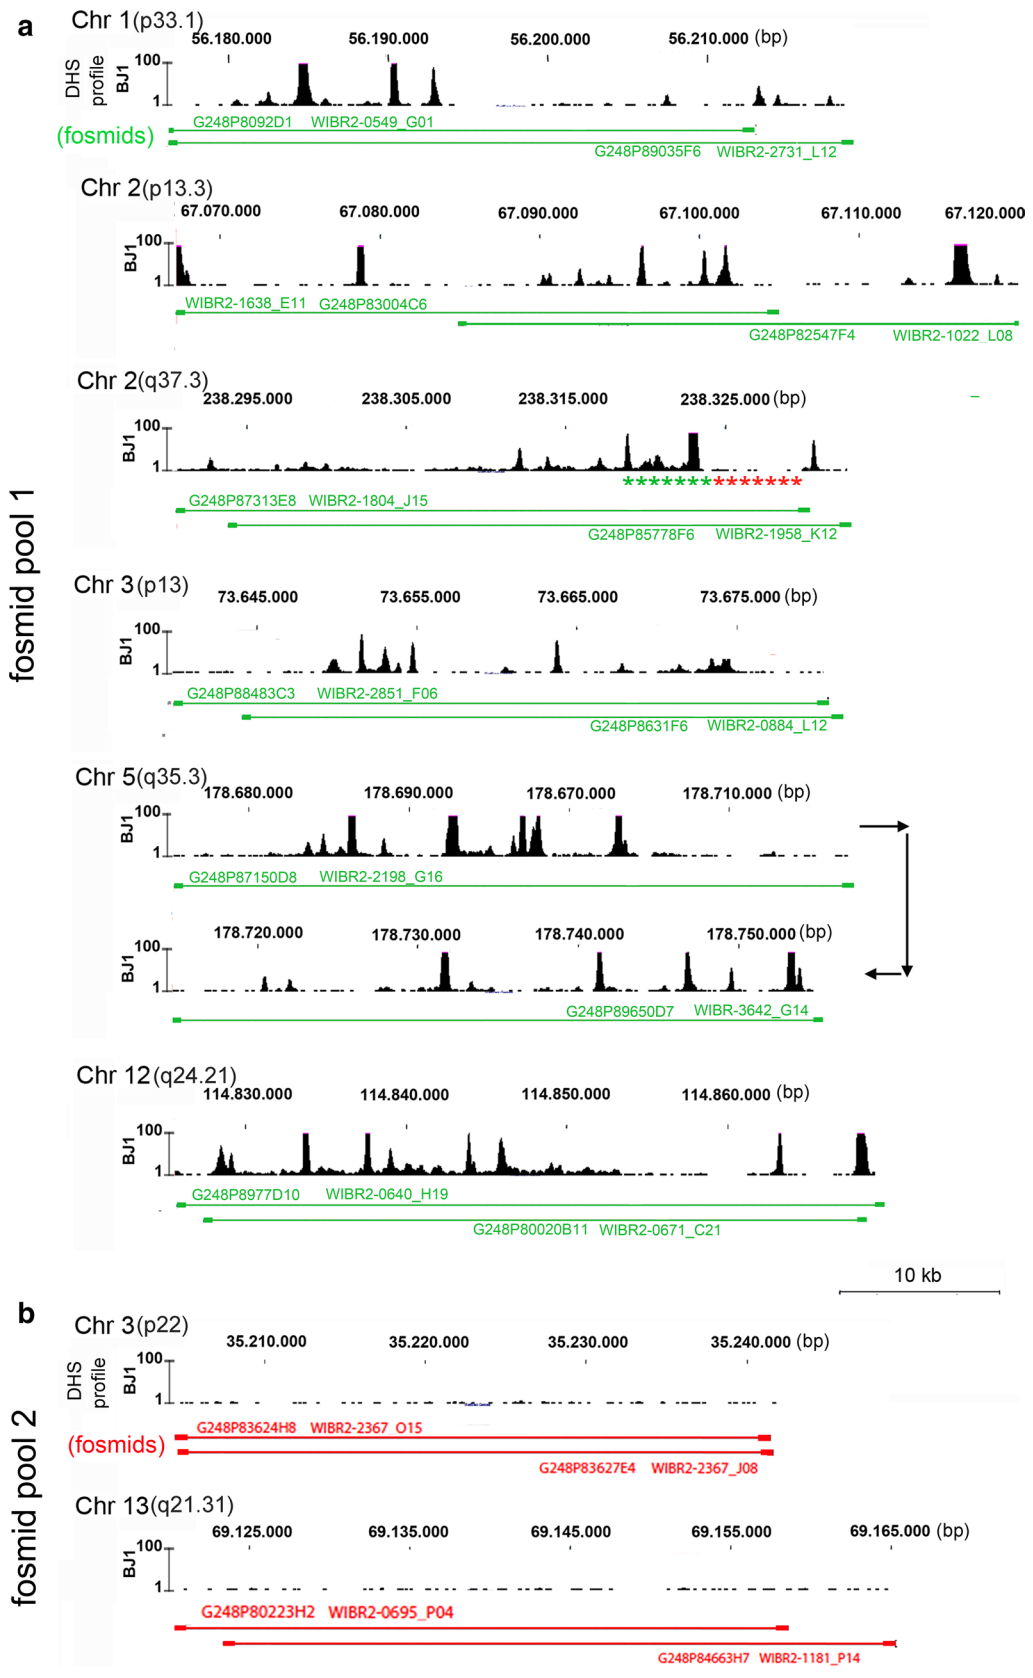 a
Chr 1(p33.1)
56.180.000 56.190.000 56.200.000 56.210.000 (bp)
DHS profile BJ1 100 1
G248P8092D1 WIBR2-0549_G01
(fosmids)
G248P89035F6 WIBR2-2731_L12
Chr 2(p13.3)
67.070.000 67.080.000 67.090.000 67.100.000 67.110.000 67.120.000
BJ1 100 1
WIBR2-1638_E11 G248P83004C6
G248P82547F4 WIBR2-1022_L08
Chr 2(q37.3)
238.295.000 238.305.000 238.315.000 238.325.000 (bp)
BJ1 100 1
**************
G248P87313E8 WIBR2-1804_J15
G248P85778F6 WIBR2-1958_K12
fosmid pool 1
Chr 3(p13)
73.645.000 73.655.000 73.665.000 73.675.000 (bp)
BJ1 100 1
G248P88483C3 WIBR2-2851_F06
G248P8631F6 WIBR2-0884_L12
Chr 5(q35.3)
178.680.000 178.690.000 178.670.000 178.710.000 (bp)
BJ1 100 1
G248P87150D8 WIBR2-2198_G16
178.720.000 178.730.000 178.740.000 178.750.000 (bp)
BJ1 100 1
G248P89650D7 WIBR-3642_G14
Chr 12(q24.21)
114.830.000 114.840.000 114.850.000 114.860.000 (bp)
BJ1 100 1
G248P8977D10 WIBR2-0640_H19
G248P80020B11 WIBR2-0671_C21
10 kb
b
Chr 3(p22)
35.210.000 35.220.000 35.230.000 35.240.000 (bp)
DHS profile BJ1 100 1
G248P83624H8 WIBR2-2367_O15
(fosmids)
G248P83627E4 WIBR2-2367_J08
fosmid pool 2
Chr 13(q21.31)
69.125.000 69.135.000 69.145.000 69.155.000 69.165.000 (bp)
BJ1 100 1
G248P80223H2 WIBR2-0695_P04
G248P84663H7 WIBR2-1181_P14